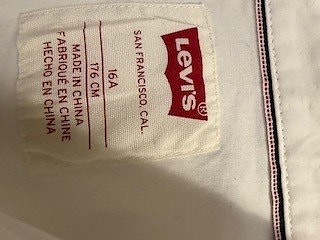 LEVI'S®
SAN FRANCISCO, CAL.
16A
176 CM
MADE IN CHINA
FABRIQUÉ EN CHINE
HECHO EN CHINA